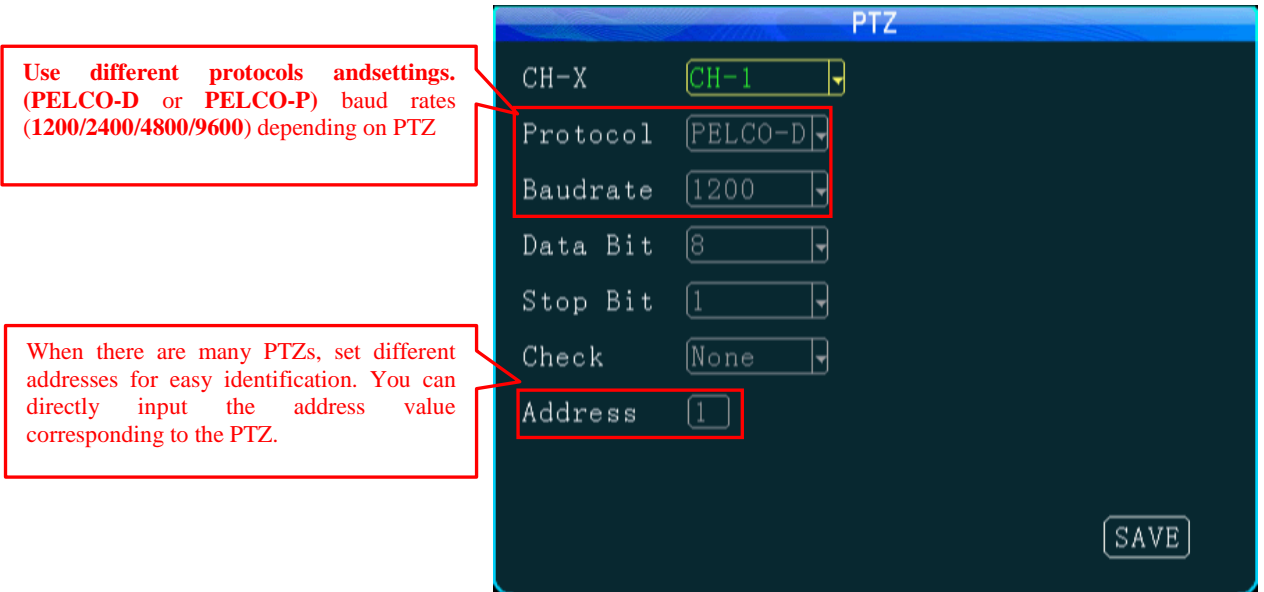 PTZ
Use different protocols andsettings.
(PELCO-D or PELCO-P) baud rates
(1200/2400/4800/9600) depending on PTZ
CH-X CH-1
Protocol PELCO-D
Baudrate 1200
Data Bit 8
Stop Bit 1
When there are many PTZs, set different
addresses for easy identification. You can
directly input the address value
corresponding to the PTZ.
Check None
Address 1
SAVE